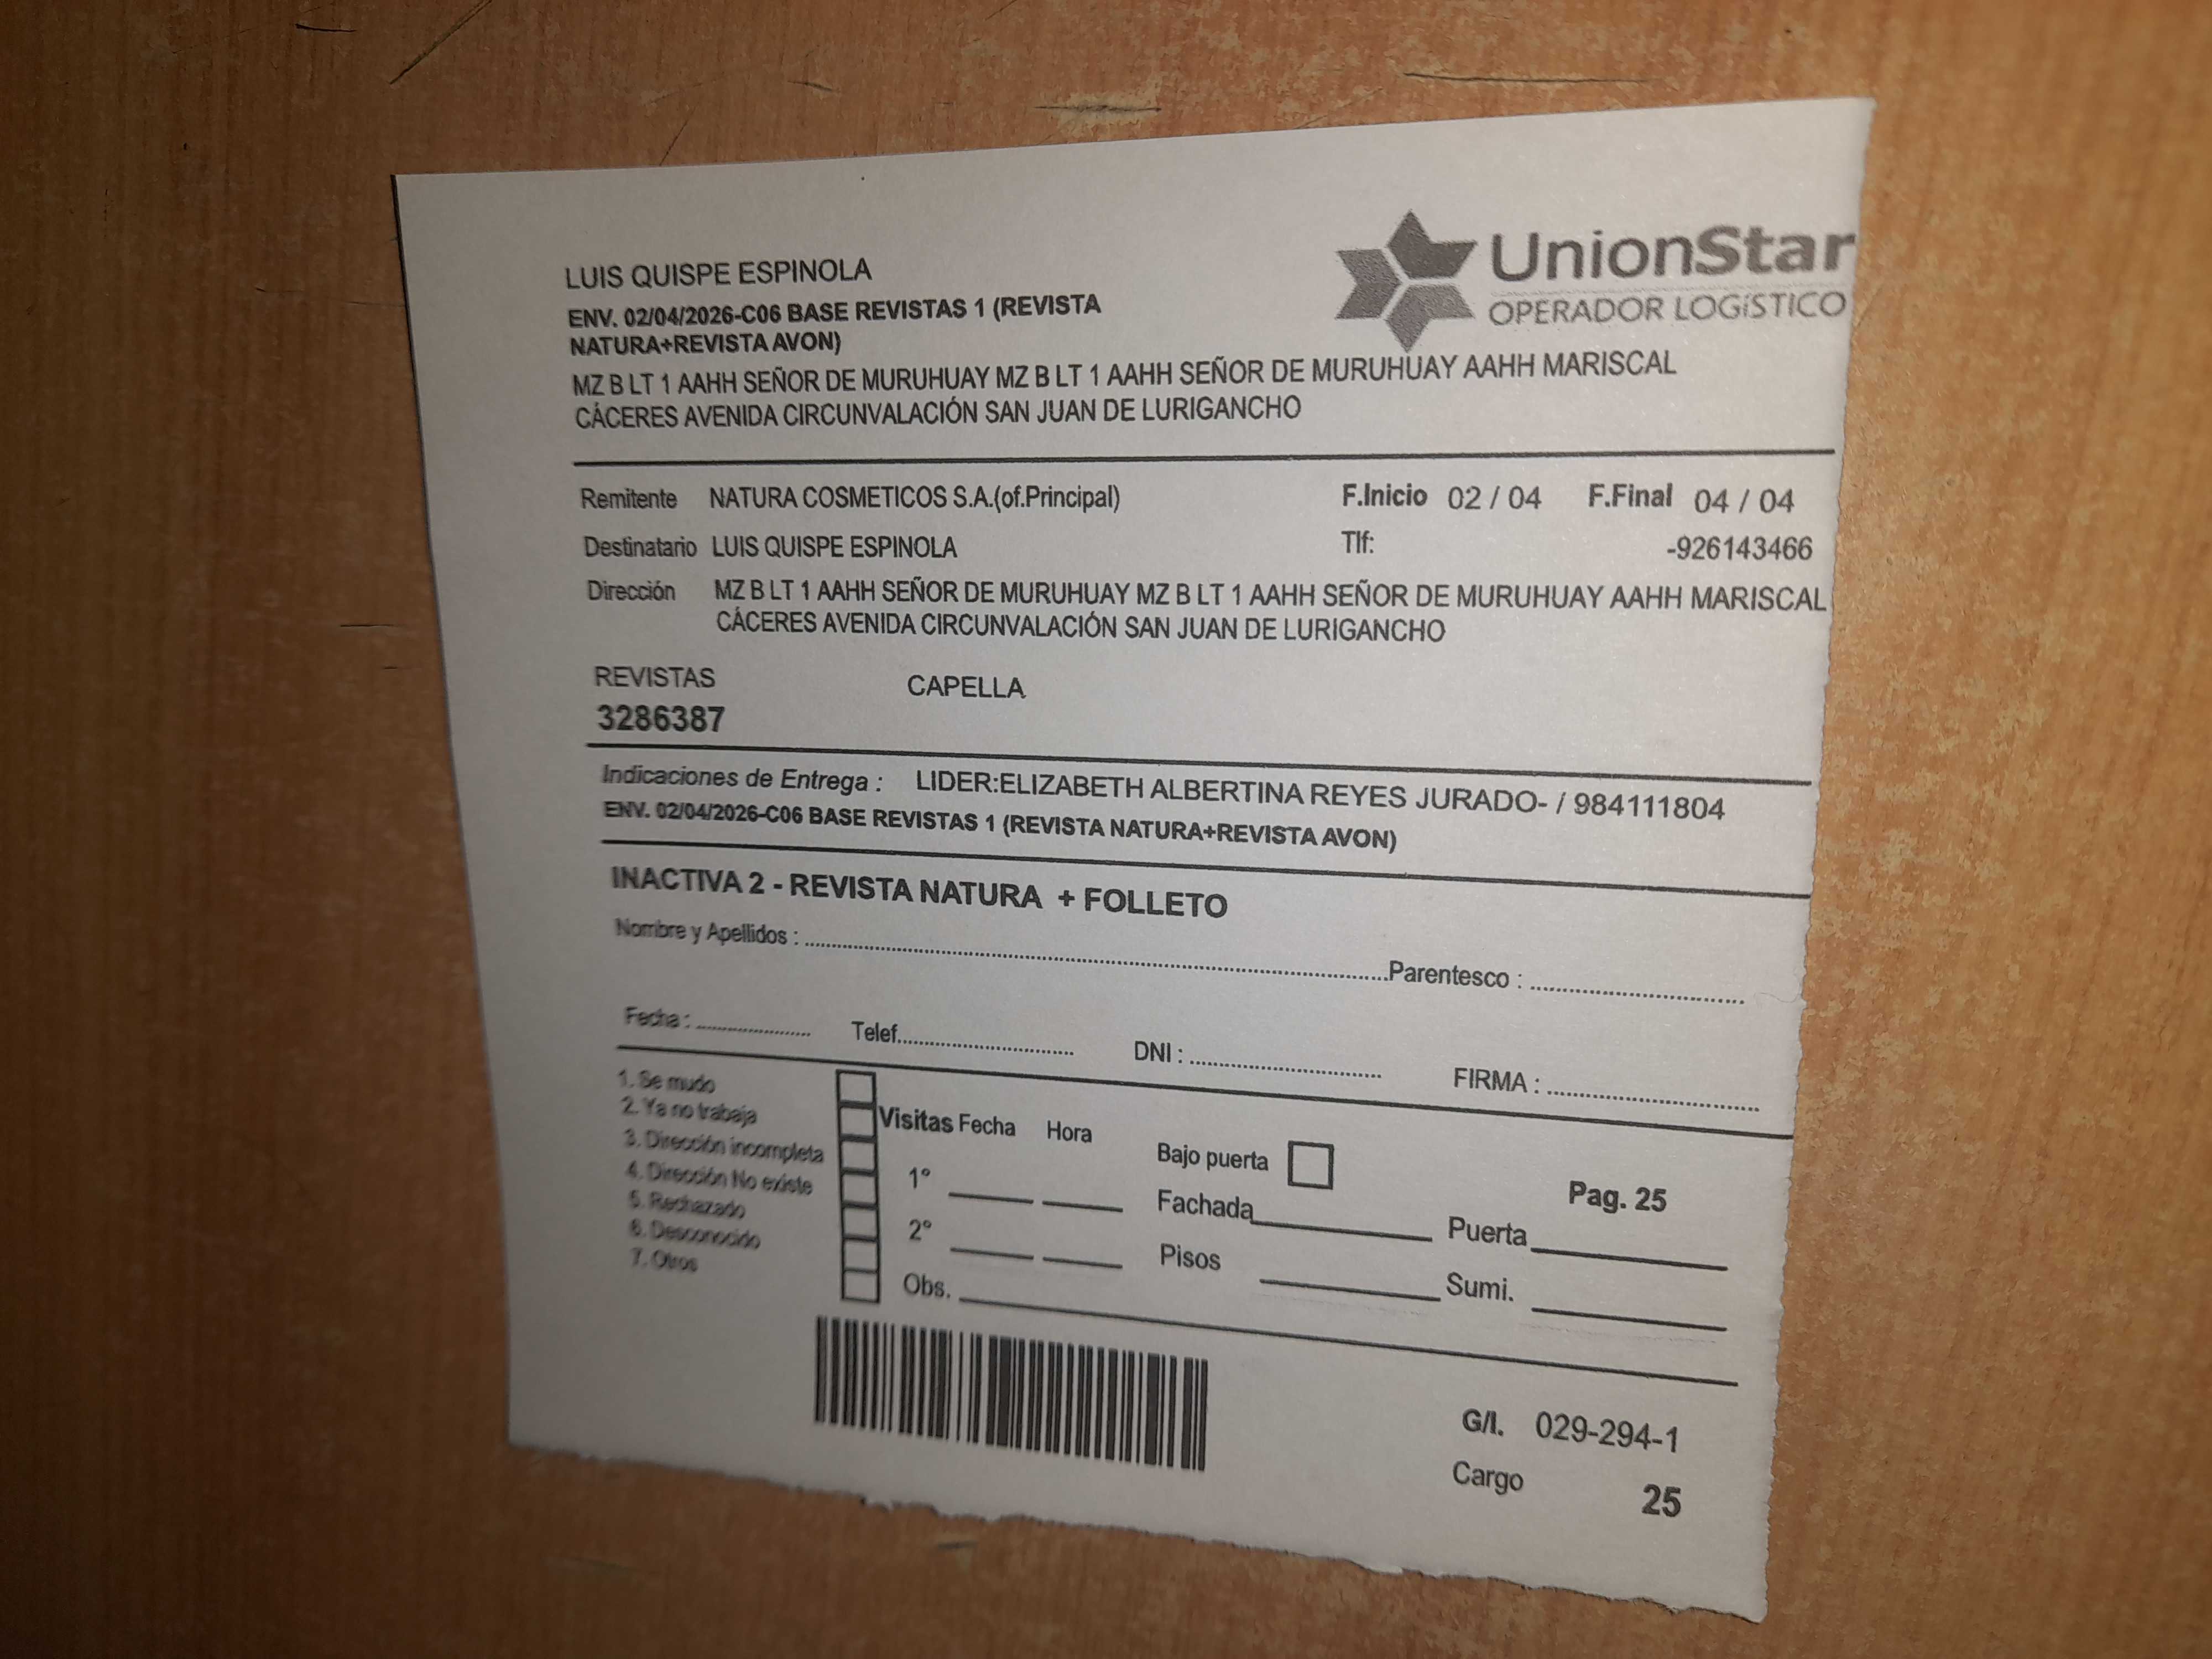 UnionStar
OPERADOR LOGíSTICO
LUIS QUISPE ESPINOLA
ENV. 02/04/2026-C06 BASE REVISTAS 1 (REVISTA
NATURA+REVISTA AVON)
MZ B LT 1 AAHH SEÑOR DE MURUHUAY MZ B LT 1 AAHH SEÑOR DE MURUHUAY AAHH MARISCAL
CÁCERES AVENIDA CIRCUNVALACIÓN SAN JUAN DE LURIGANCHO
Remitente NATURA COSMETICOS S.A.(of.Principal) F.Inicio 02 / 04 F.Final 04 / 04
Destinatario LUIS QUISPE ESPINOLA Tlf: -926143466
Dirección MZ B LT 1 AAHH SEÑOR DE MURUHUAY MZ B LT 1 AAHH SEÑOR DE MURUHUAY AAHH MARISCAL
CÁCERES AVENIDA CIRCUNVALACIÓN SAN JUAN DE LURIGANCHO
REVISTAS CAPELLA
3286387
Indicaciones de Entrega : LIDER:ELIZABETH ALBERTINA REYES JURADO- / 984111804
ENV. 02/04/2026-C06 BASE REVISTAS 1 (REVISTA NATURA+REVISTA AVON)
INACTIVA 2 - REVISTA NATURA + FOLLETO
Nombre y Apellidos : Parentesco :
Fecha : Telef. DNI : FIRMA :
1. Se mudo
2. Ya no trabaja
3. Dirección incompleta
4. Dirección No existe
5. Rechazado
6. Desconocido
7. Otros
Visitas Fecha Hora
1°
2°
Obs.
Bajo puerta
Fachada
Pisos
Pag. 25
Puerta
Sumi.
G/I. 029-294-1
Cargo 25